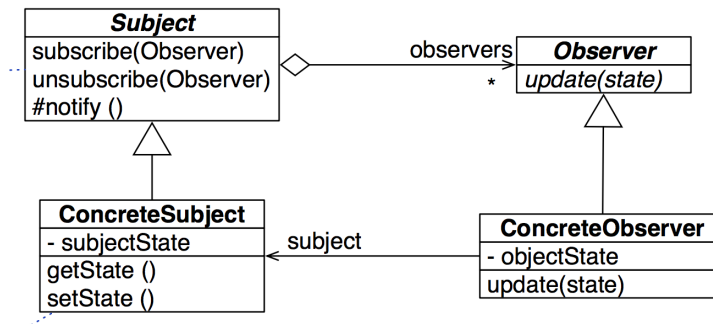 Subject
subscribe(Observer)
unsubscribe(Observer)
#notify ()
observers
*
Observer
update(state)
ConcreteSubject
- subjectState
getState ()
setState ()
subject
ConcreteObserver
- objectState
update(state)